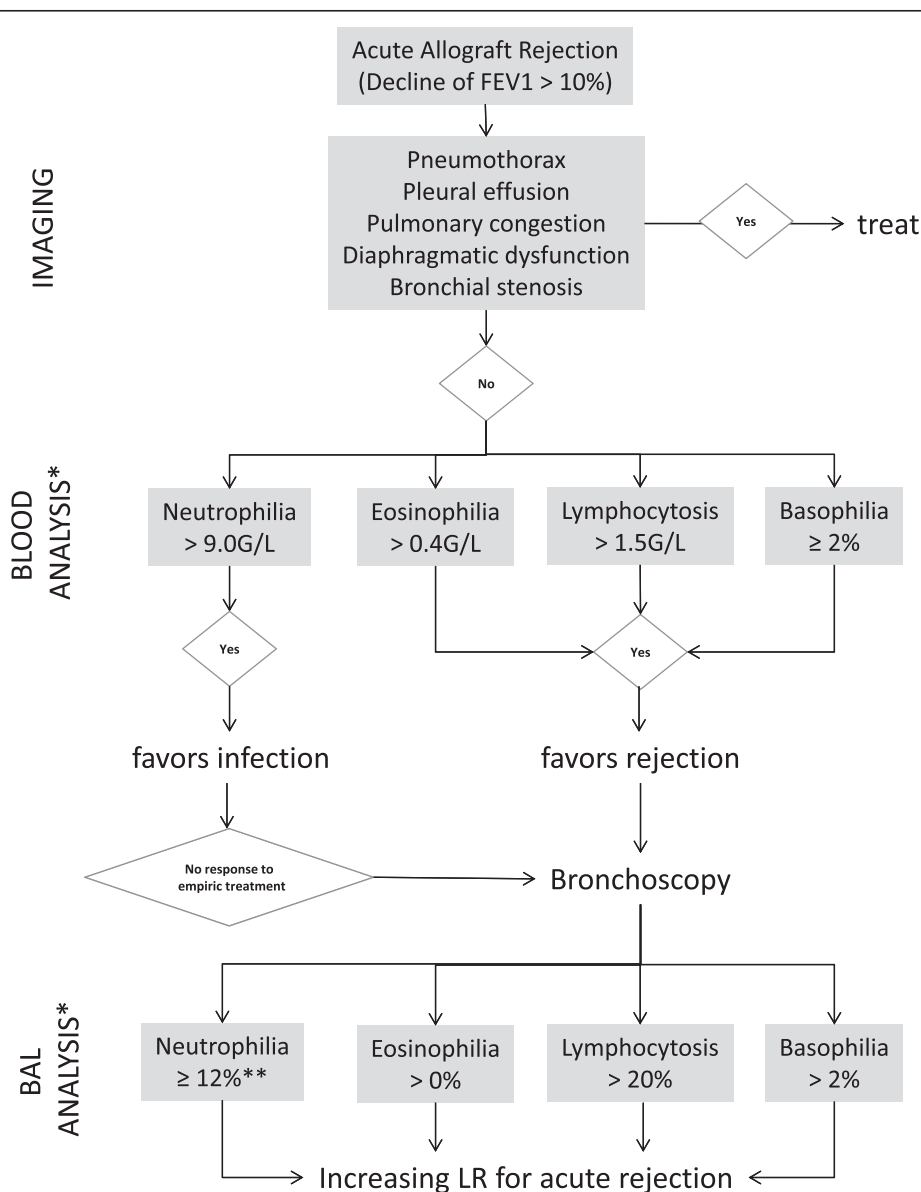 Acute Allograft Rejection
(Decline of FEV1 > 10%)
IMAGING
Pneumothorax
Pleural effusion
Pulmonary congestion
Diaphragmatic dysfunction
Bronchial stenosis
Yes
treat
No
BLOOD
ANALYSIS*
Neutrophilia
> 9.0G/L
Eosinophilia
> 0.4G/L
Lymphocytosis
> 1.5G/L
Basophilia
≥ 2%
Yes
Yes
favors infection
favors rejection
No response to
empiric treatment
Bronchoscopy
BAL
ANALYSIS*
Neutrophilia
≥ 12%**
Eosinophilia
> 0%
Lymphocytosis
> 20%
Basophilia
> 2%
Increasing LR for acute rejection